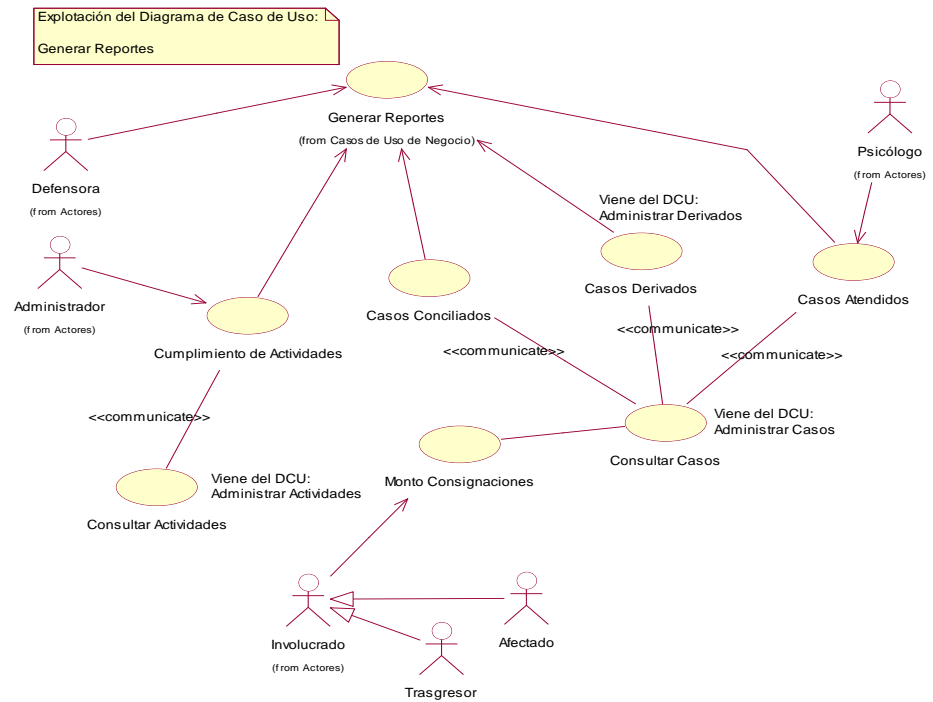 Explotación del Diagrama de Caso de Uso:
Generar Reportes
Generar Reportes
(from Casos de Uso de Negocio)
Defensora
(from Actores)
Psicólogo
(from Actores)
Viene del DCU:
Administrar Derivados
Administrador
(from Actores)
Casos Derivados
Casos Atendidos
Casos Conciliados
Cumplimiento de Actividades
<<communicate>>
<<communicate>>
<<communicate>>
<<communicate>>
Viene del DCU:
Administrar Casos
Consultar Casos
Monto Consignaciones
Viene del DCU:
Administrar Actividades
Consultar Actividades
Involucrado
(from Actores)
Afectado
Trasgresor